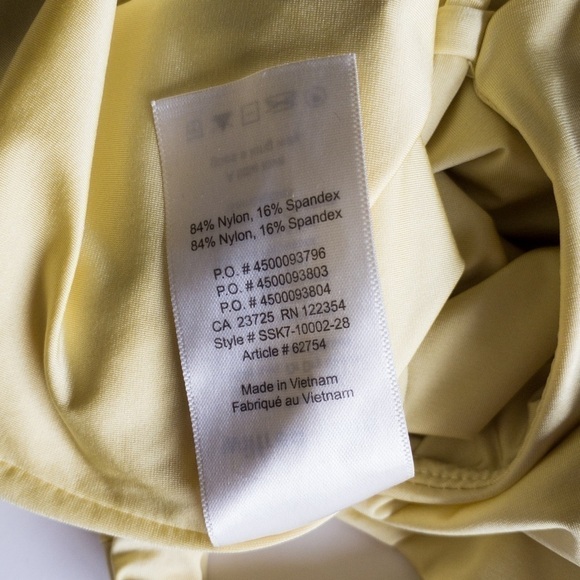 84% Nylon, 16% Spandex
84% Nylon, 16% Spandex
P.O. # 4500093796
P.O. # 4500093803
P.O. # 4500093804
CA 23725 RN 122354
Style # SSK7-10002-28
Article # 62754
Made in Vietnam
Fabriqué au Vietnam